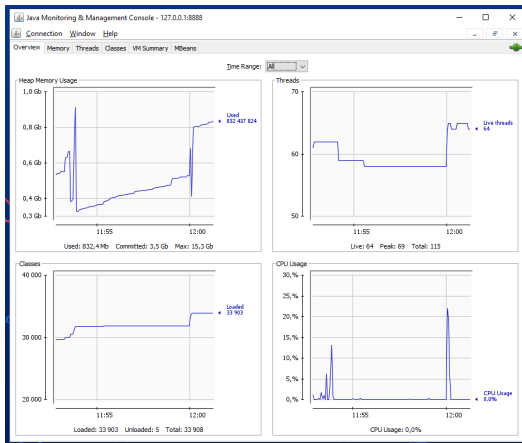 Java Monitoring & Management Console - 127.0.0.1:8888
Connection Window Help
Overview Memory Threads Classes VM Summary MBeans
Time Range: All
Heap Memory Usage
1,0 Gb
0,8 Gb
0,6 Gb
0,4 Gb
0,3 Gb
Used
832 437 824
11:55 12:00
Used: 832,4 Mb Committed: 3,5 Gb Max: 15,3 Gb
Threads
70
60
50
Live threads
64
11:55 12:00
Live: 64 Peak: 69 Total: 115
Classes
40 000
30 000
20 000
Loaded
33 903
11:55 12:00
Loaded: 33 903 Unloaded: 5 Total: 33 908
CPU Usage
30,%
25,%
20,%
15,%
10,%
5,%
0,%
CPU Usage
0,0%
11:55 12:00
CPU Usage: 0,0%